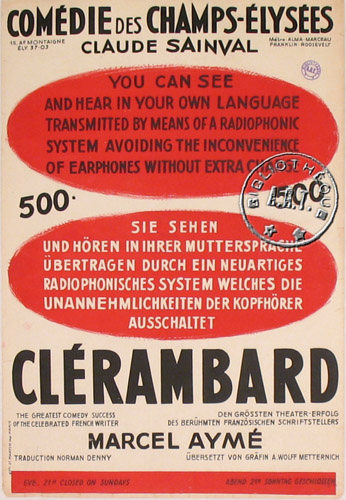 COMÉDIE DES CHAMPS-ÉLYSÉES
15, AV MONTAIGNE
ÉLY. 37-03
CLAUDE SAINVAL
Métro ALMA-MARCEAU
FRANKLIN-ROOSEVELT
YOU CAN SEE
AND HEAR IN YOUR OWN LANGUAGE
TRANSMITTED BY MEANS OF A RADIOPHONIC
SYSTEM AVOIDING THE INCONVENIENCE
OF EARPHONES WITHOUT EXTRA
500.
500
BIBLIOTHÈQUE
SIE SEHEN
UND HÖREN IN IHRER MUTTERSPRACHE
ÜBERTRAGEN DURCH EIN NEUARTIGES
RADIOPHONISCHES SYSTEM WELCHES DIE
UNANNEHMLICHKEITEN DER KOPFHÖRER
AUSSCHALTET
CLÉRAMBARD
THE GREATEST COMEDY SUCCESS
OF THE CELEBRATED FRENCH WRITER
DEN GRÖSSTEN THEATER-ERFOLG
DES BERÜHMTEN FRANZÖSISCHEN SCHRIFTSTELLERS
MARCEL AYMÉ
TRADUCTION NORMAN DENNY
ÜBERSETZT VON GRÄFIN A. WOLFF METTERNICH
EVE. 21H CLOSED ON SUNDAYS
ABEND 21H SONNTAG GESCHLOSSEN